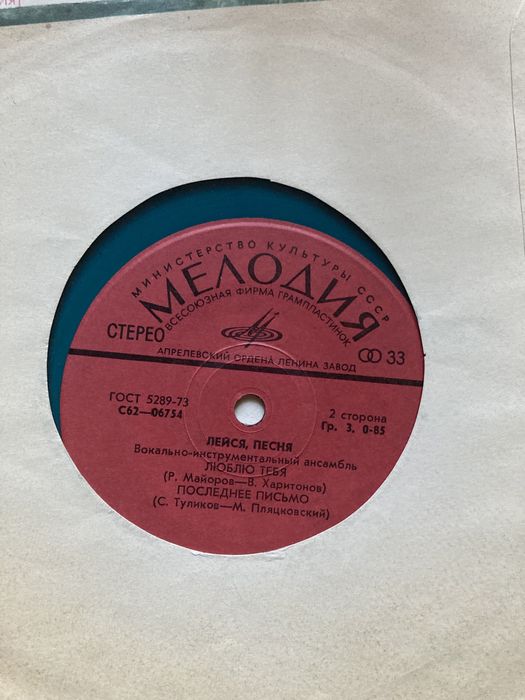 МИНИСТЕРСТВО КУЛЬТУРЫ СССР
МЕЛОДИЯ
ВСЕСОЮЗНАЯ ФИРМА ГРАМПЛАСТИНОК
СТЕРЕО
33
АПРЕЛЕВСКИЙ ОРДЕНА ЛЕНИНА ЗАВОД
ГОСТ 5289-73
С62—06754
2 сторона
Гр. 3, 0-85
ЛЕЙСЯ, ПЕСНЯ
Вокально-инструментальный ансамбль
ЛЮБЛЮ ТЕБЯ
(Р. Майоров—В. Харитонов)
ПОСЛЕДНЕЕ ПИСЬМО
(С. Туликов—М. Пляцковский)